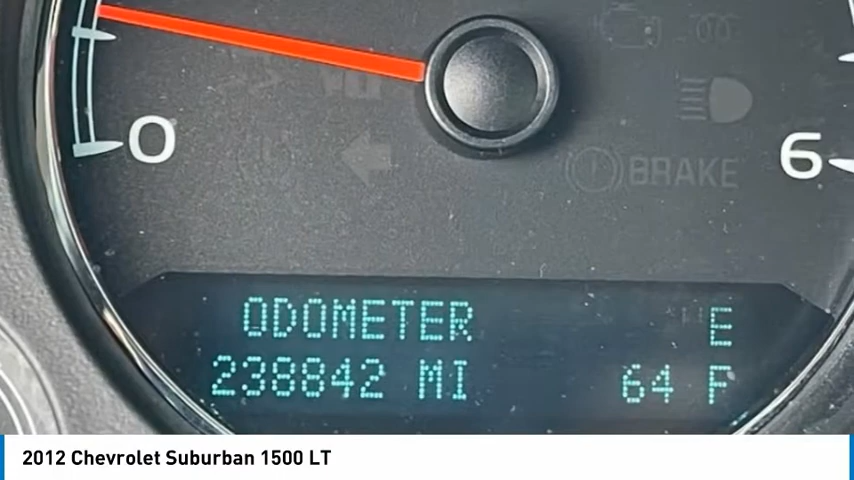 0
BRAKE
6
ODOMETER E
238842 MI 64 F
2012 Chevrolet Suburban 1500 LT